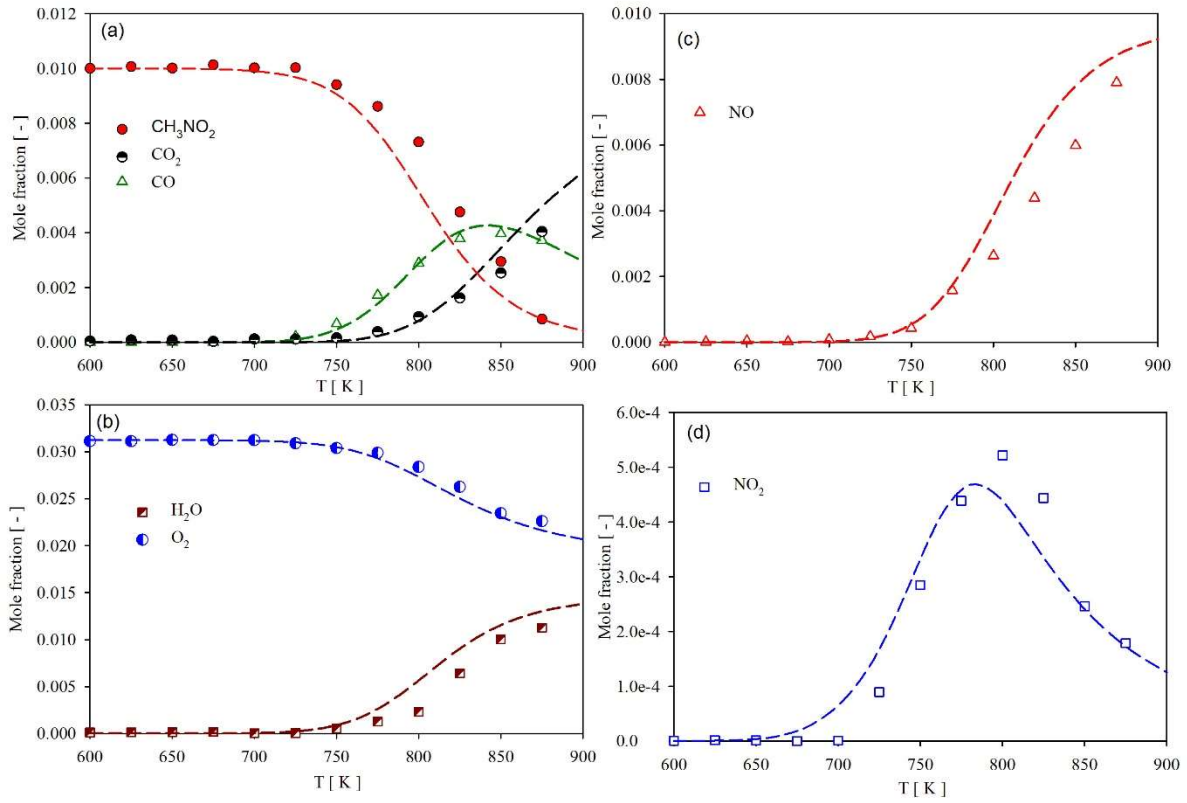 (a)
0.012
0.010
0.008
0.006
0.004
0.002
0.000
Mole fraction [ - ]
CH₃NO₂
CO₂
CO
600 650 700 750 800 850 900
T [ K ]
(c)
0.010
0.008
0.006
0.004
0.002
0.000
Mole fraction [ - ]
NO
600 650 700 750 800 850 900
T [ K ]
(b)
0.035
0.030
0.025
0.020
0.015
0.010
0.005
0.000
Mole fraction [ - ]
H₂O
O₂
600 650 700 750 800 850 900
T [ K ]
(d)
6.0e-4
5.0e-4
4.0e-4
3.0e-4
2.0e-4
1.0e-4
0.0
Mole fraction [ - ]
NO₂
600 650 700 750 800 850 900
T [ K ]